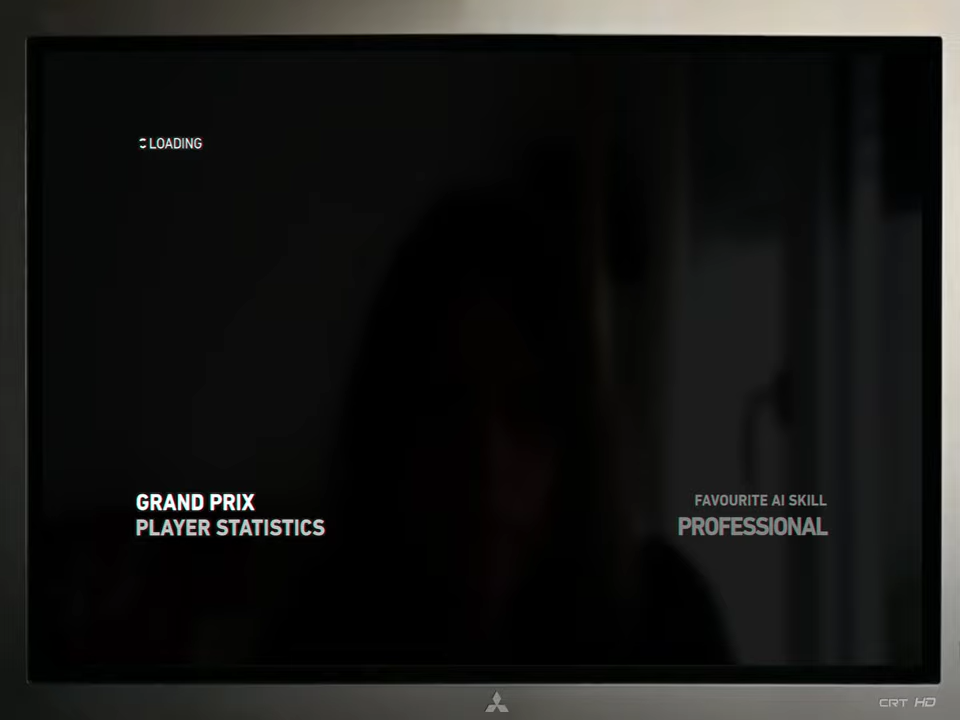 LOADING
GRAND PRIX
PLAYER STATISTICS
FAVOURITE AI SKILL
PROFESSIONAL
CRT HD